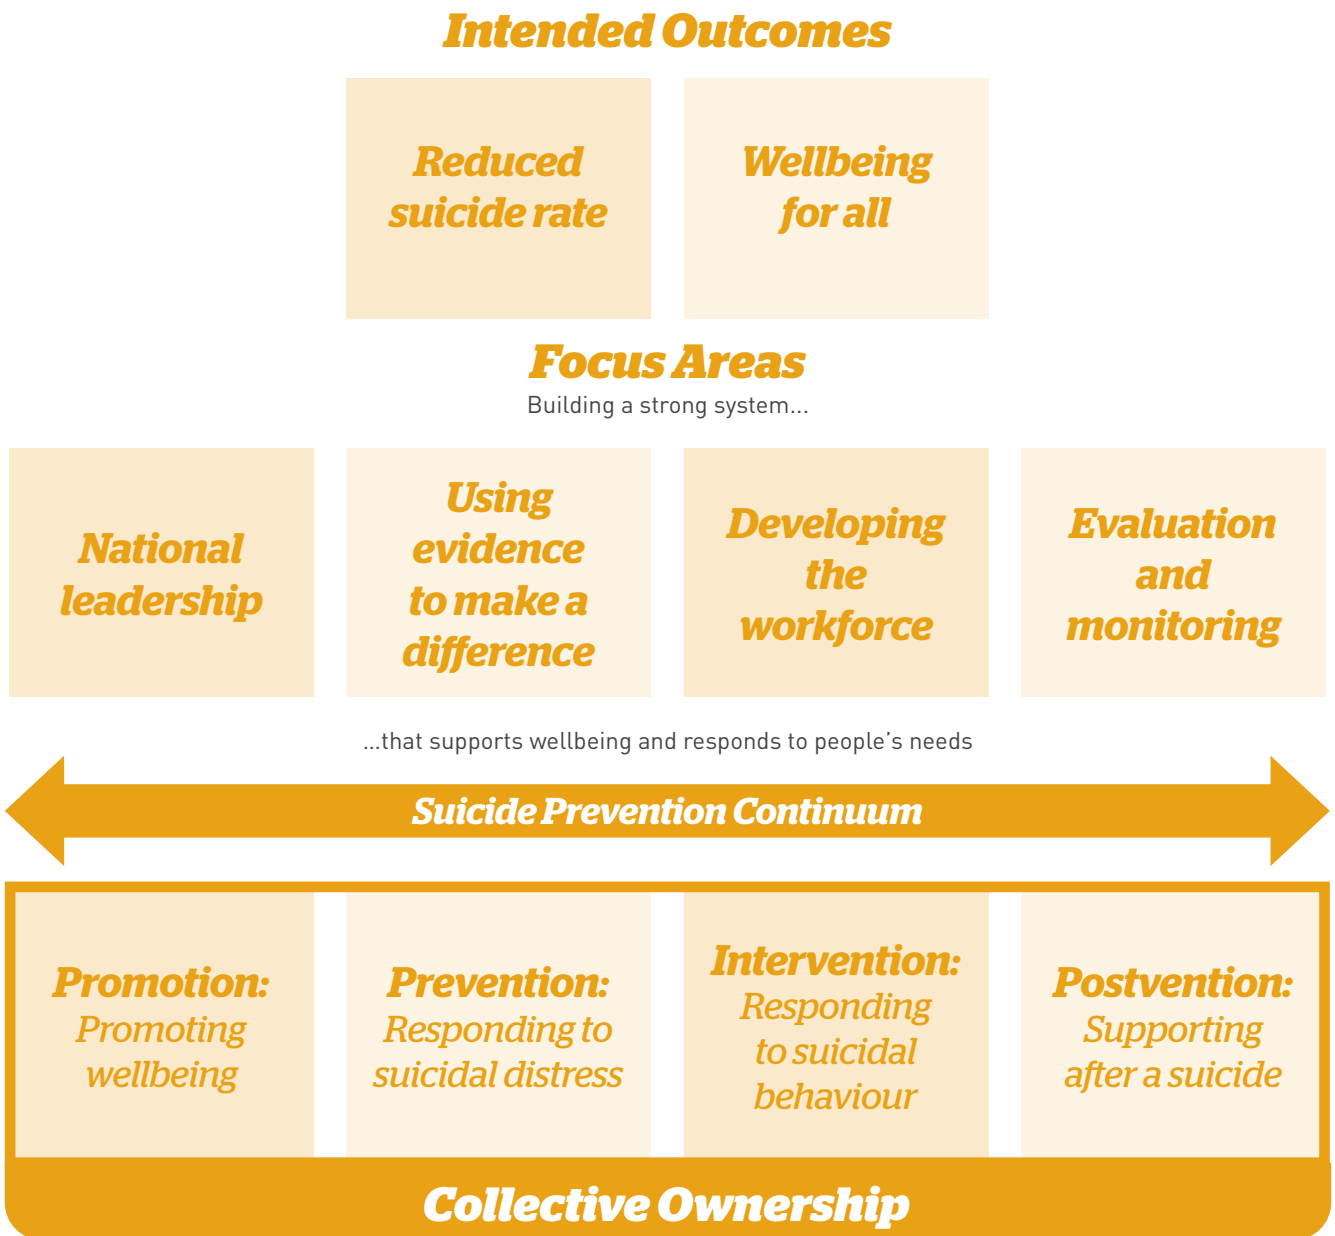 Intended Outcomes
Reduced
suicide rate
Wellbeing
for all
Focus Areas
Building a strong system...
National
leadership
Using
evidence
to make a
difference
Developing
the
workforce
Evaluation
and
monitoring
...that supports wellbeing and responds to people’s needs
Suicide Prevention Continuum
Promotion:
Promoting
wellbeing
Prevention:
Responding to
suicidal distress
Intervention:
Responding
to suicidal
behaviour
Postvention:
Supporting
after a suicide
Collective Ownership